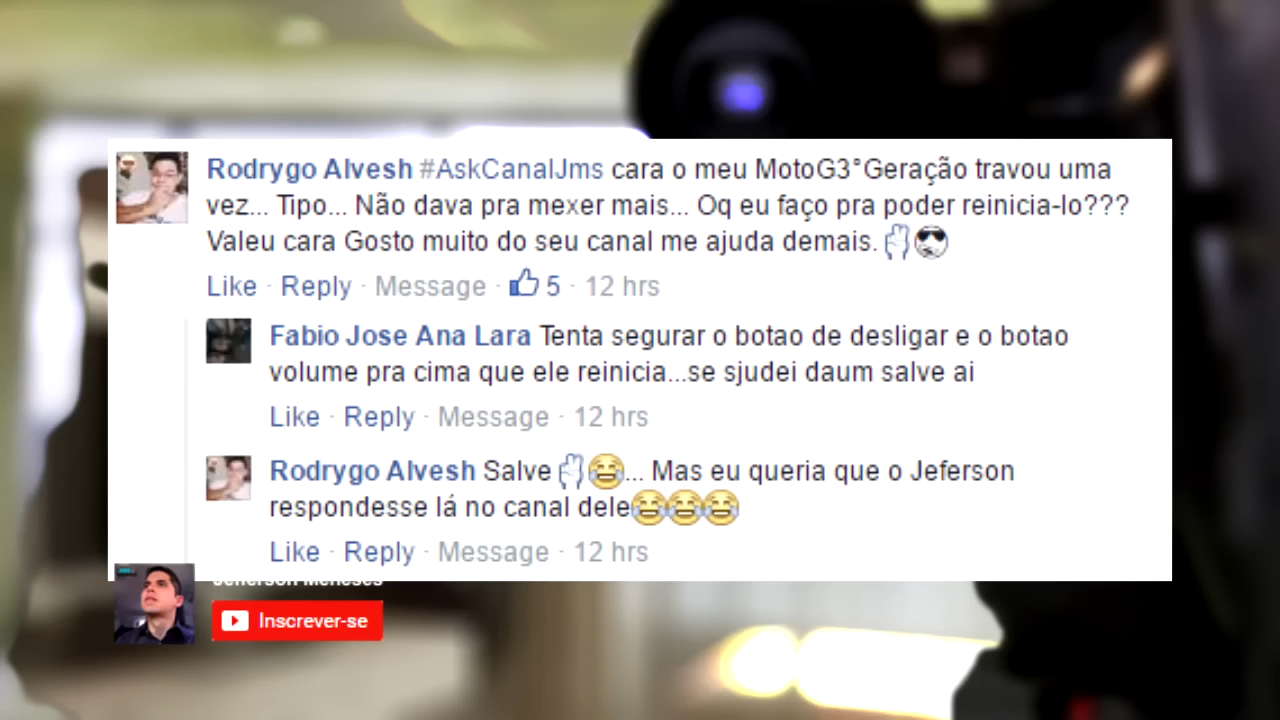 Rodrygo Alvesh #AskCanalJms cara o meu MotoG3°Geração travou uma
vez... Tipo... Não dava pra mexer mais... Oq eu faço pra poder reinicia-lo???
Valeu cara Gosto muito do seu canal me ajuda demais.
Like · Reply · Message · 5 · 12 hrs
Fabio Jose Ana Lara Tenta segurar o botao de desligar e o botao
volume pra cima que ele reinicia...se sjudei daum salve ai
Like · Reply · Message · 12 hrs
Rodrygo Alvesh Salve ✌😂... Mas eu queria que o Jeferson
respondesse lá no canal dele😂😂😂
Like · Reply · Message · 12 hrs
Jeferson Meneses
Inscrever-se